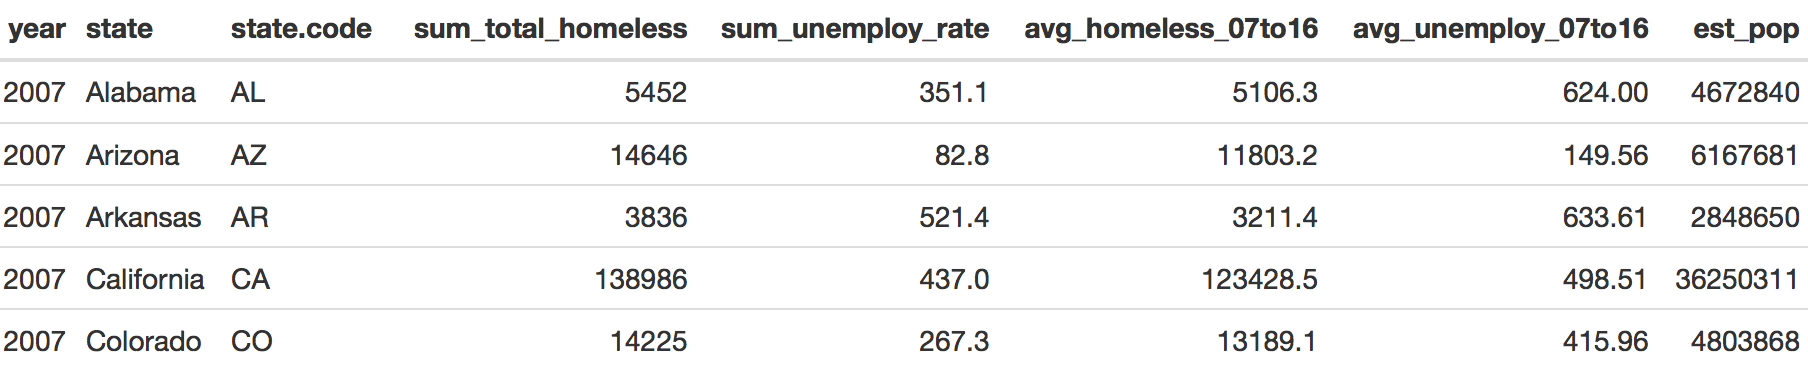 year state state.code sum_total_homeless sum_unemploy_rate avg_homeless_07to16 avg_unemploy_07to16 est_pop
2007 Alabama AL 5452 351.1 5106.3 624.00 4672840
2007 Arizona AZ 14646 82.8 11803.2 149.56 6167681
2007 Arkansas AR 3836 521.4 3211.4 633.61 2848650
2007 California CA 138986 437.0 123428.5 498.51 36250311
2007 Colorado CO 14225 267.3 13189.1 415.96 4803868